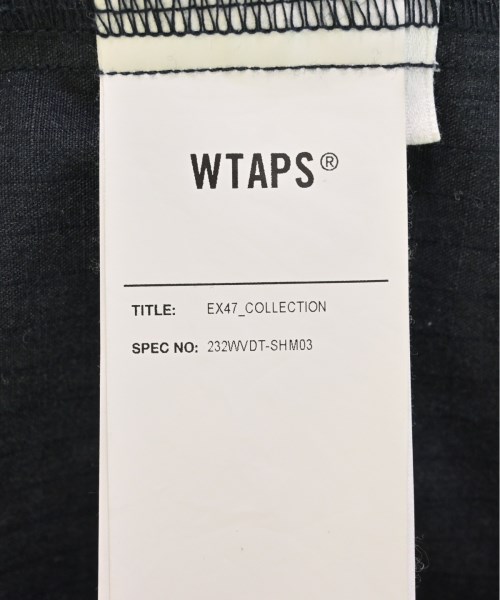 WTAPS®
TITLE: EX47_COLLECTION
SPEC NO: 232WVDT-SHM03